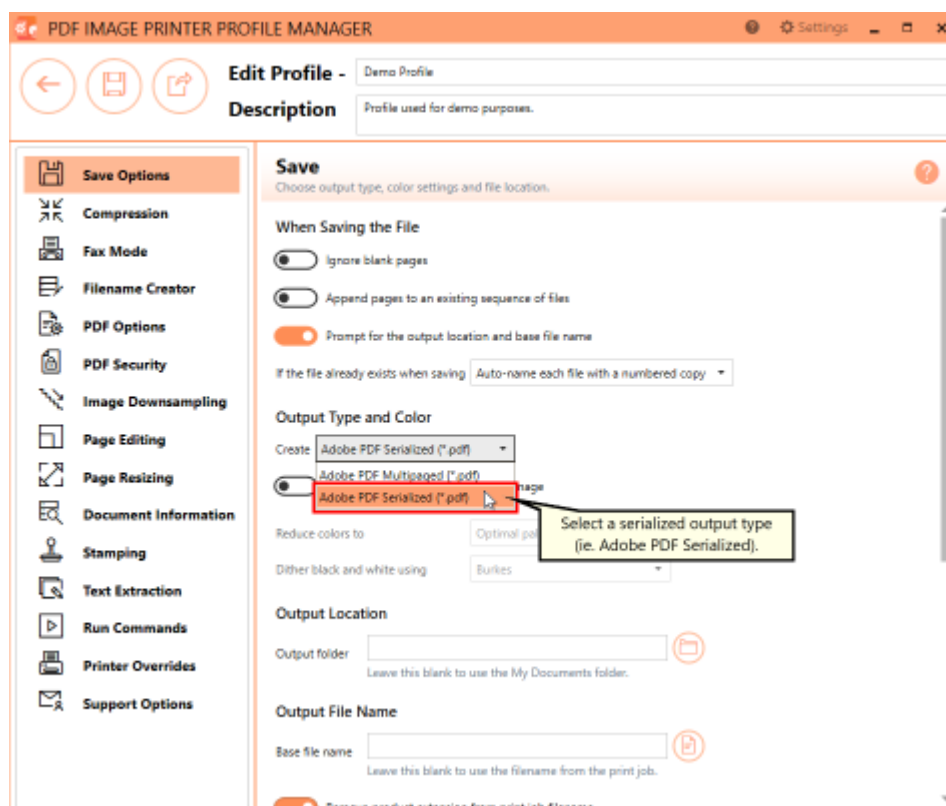 PDF IMAGE PRINTER PROFILE MANAGER
Settings
Edit Profile - Demo Profile
Description Profile used for demo purposes.
Save Options
Compression
Fax Mode
Filename Creator
PDF Options
PDF Security
Image Downsampling
Page Editing
Page Resizing
Document Information
Stamping
Text Extraction
Run Commands
Printer Overrides
Support Options
Save
Choose output type, color settings and file location.
When Saving the File
Ignore blank pages
Append pages to an existing sequence of files
Prompt for the output location and base file name
If the file already exists when saving Auto-name each file with a numbered copy
Output Type and Color
Create Adobe PDF Serialized (*.pdf)
Adobe PDF Multipaged (*.pdf)
Adobe PDF Serialized (*.pdf)
Select a serialized output type
(ie. Adobe PDF Serialized).
Reduce colors to Optimal
Dither black and white using Burkes
Output Location
Output folder
Leave this blank to use the My Documents folder.
Output File Name
Base file name
Leave this blank to use the filename from the print job.